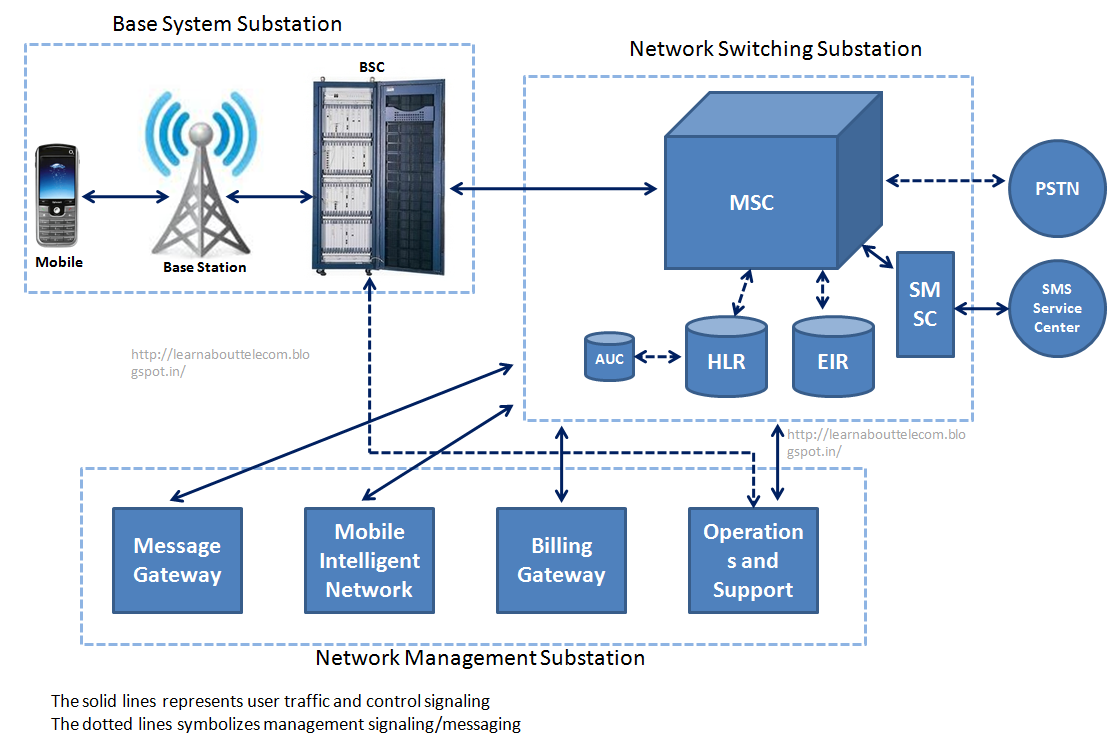 Base System Substation
Network Switching Substation
BSC
MSC
PSTN
Mobile
Base Station
SM
SC
SMS
Service
Center
AUC
HLR
EIR
http://learnabouttelecom.blo
gspot.in/
http://learnabouttelecom.blo
gspot.in/
Message
Gateway
Mobile
Intelligent
Network
Billing
Gateway
Operation
s and
Support
Network Management Substation
The solid lines represents user traffic and control signaling
The dotted lines symbolizes management signaling/messaging